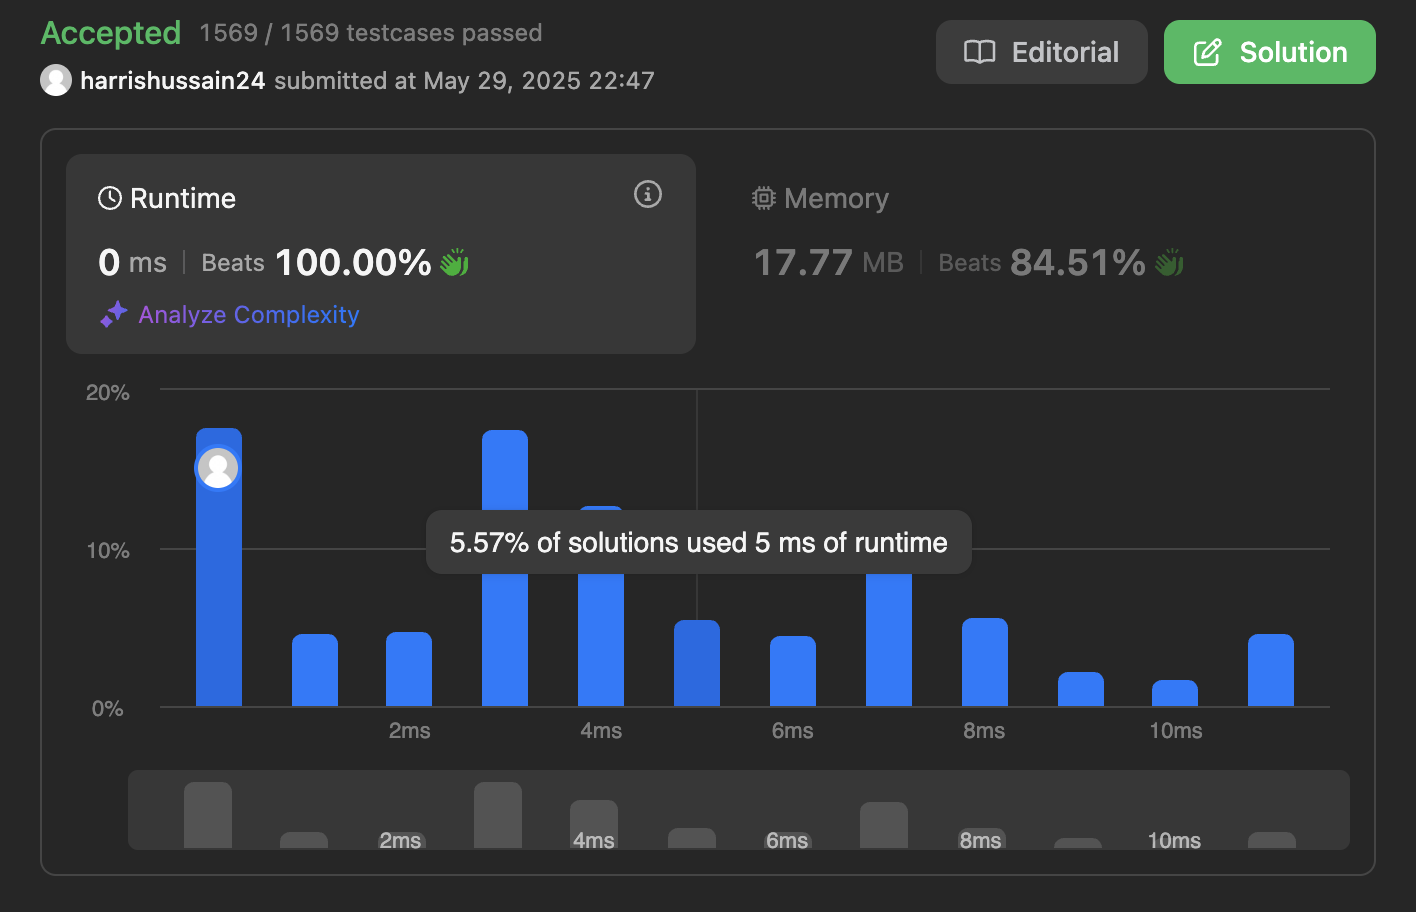 Accepted 1569 / 1569 testcases passed
harrishussain24 submitted at May 29, 2025 22:47
Editorial
Solution
Runtime
0 ms Beats 100.00%
Analyze Complexity
Memory
17.77 MB Beats 84.51%
20%
10%
0%
5.57% of solutions used 5 ms of runtime
2ms 4ms 6ms 8ms 10ms
2ms 4ms 6ms 8ms 10ms